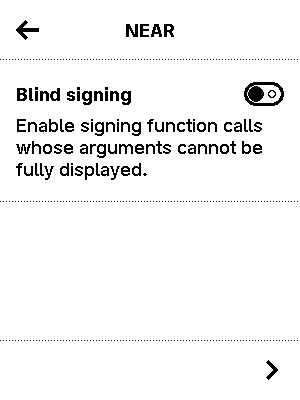 NEAR
Blind signing
Enable signing function calls
whose arguments cannot be
fully displayed.